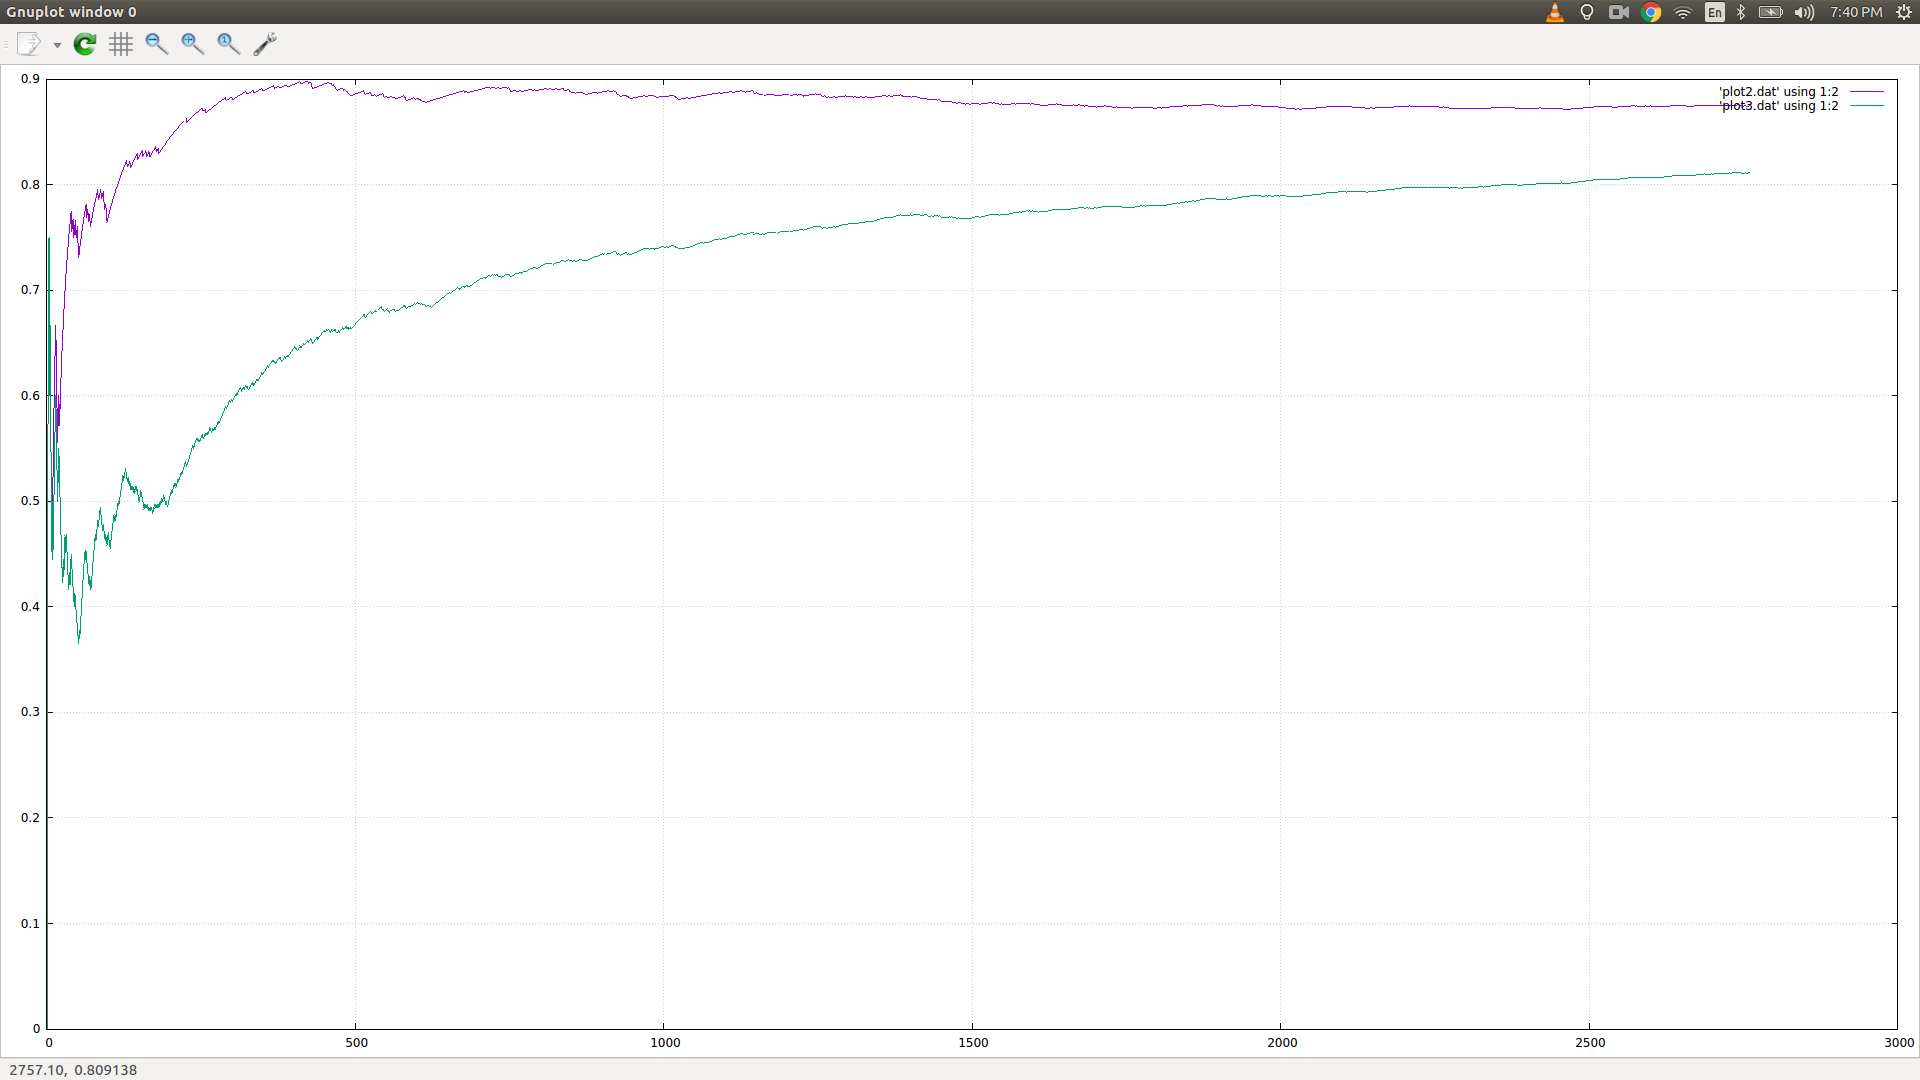 Gnuplot window 0
En
7:40 PM
1
0.9
'plot2.dat' using 1:2
'plot3.dat' using 1:2
0.8
0.7
0.6
0.5
0.4
0.3
0.2
0.1
0
0 500 1000 1500 2000 2500 3000
2757.10, 0.809138